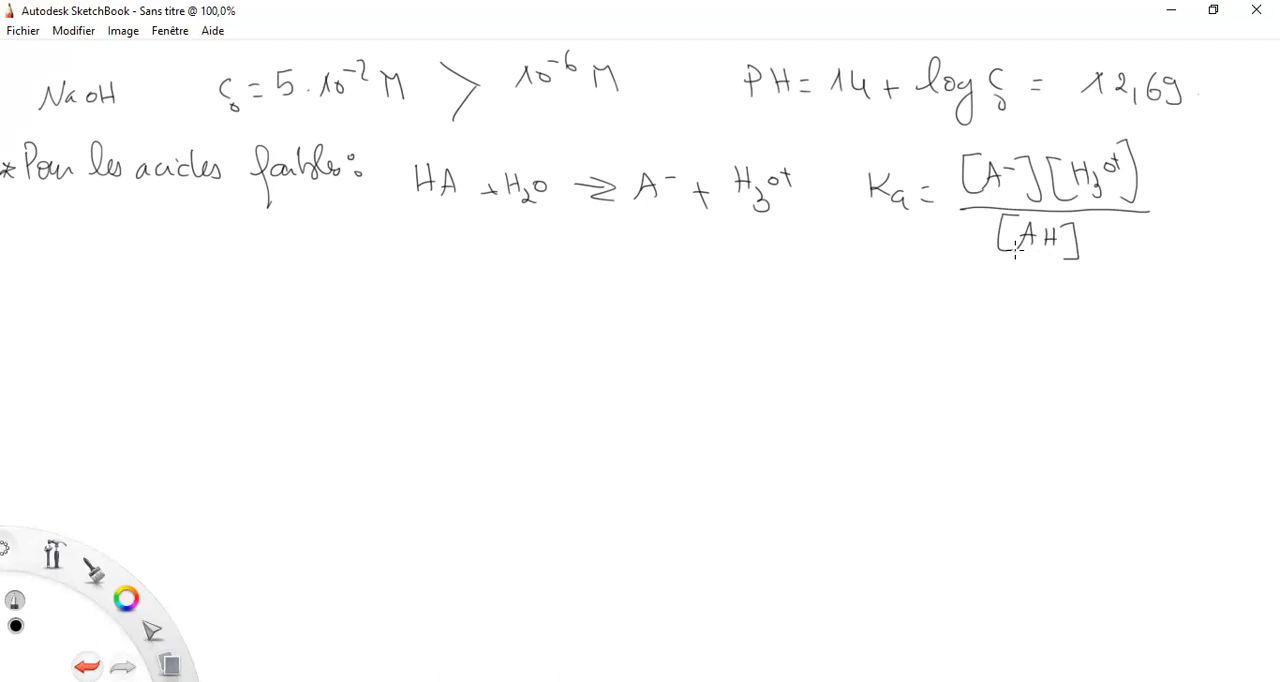 Autodesk SketchBook - Sans titre @ 100,0%
Fichier Modifier Image Fenêtre Aide
NaOH C₀ = 5.10⁻² M > 10⁻⁶ M PH = 14 + log C₀ = 12,69
* Pour les acides faibles : HA + H₂O ⇌ A⁻ + H₃O⁺ Ka = [A⁻][H₃O⁺] / [AH]